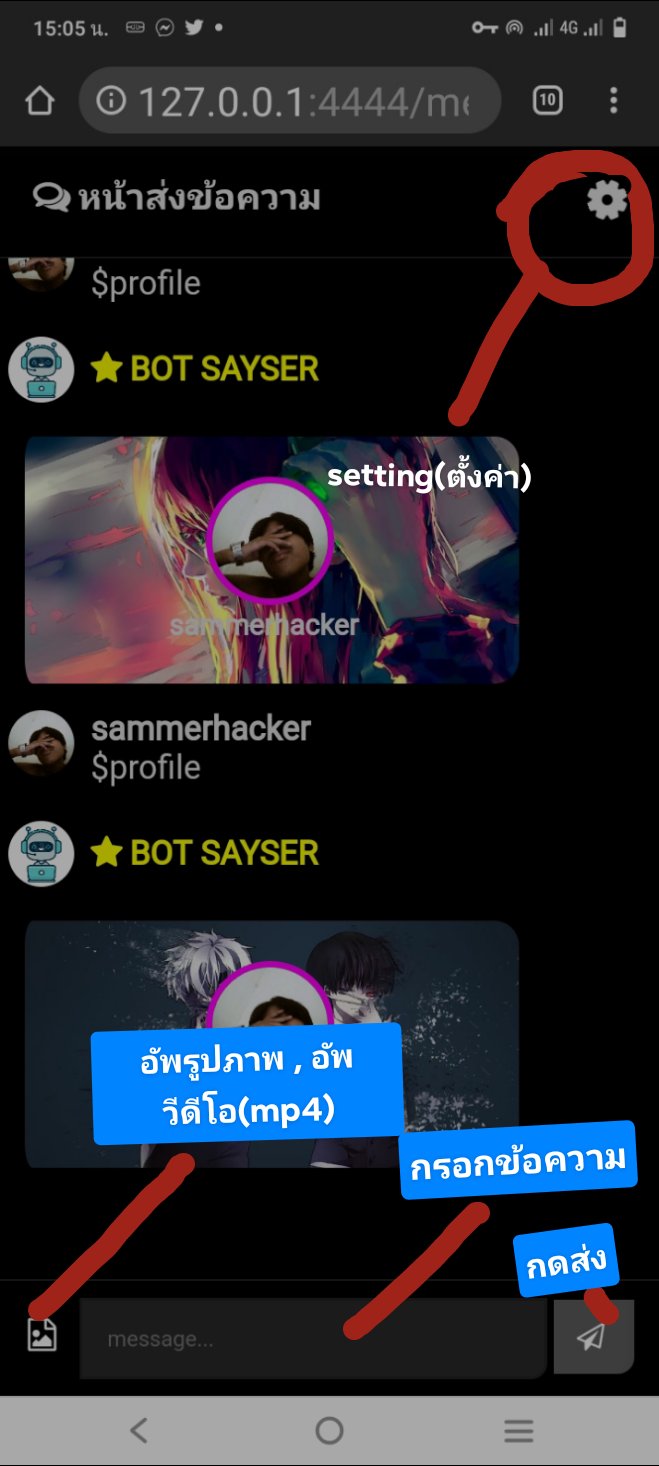 15:05 น.
4G
127.0.0.1:4444/me
10
หน้าส่งข้อความ
$profile
BOT SAYSER
setting(ตั้งค่า)
sammerhacker
sammerhacker
$profile
BOT SAYSER
อัพรูปภาพ , อัพ
วีดีโอ(mp4)
กรอกข้อความ
กดส่ง
message...